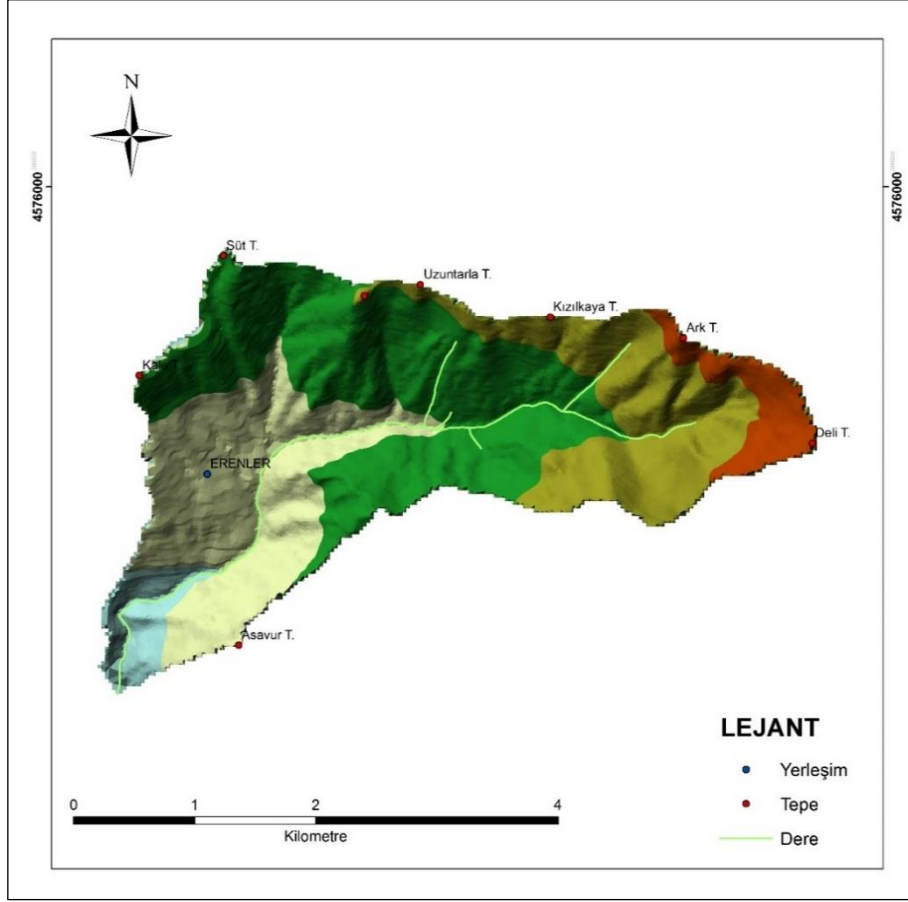 N
4576000
4576000
Süt T.
Uzuntarla T.
Kızılkaya T.
Ark T.
Deli T.
ERENLER
Asavur T.
LEJANT
Yerleşim
Tepe
Dere
0 1 2 4
Kilometre